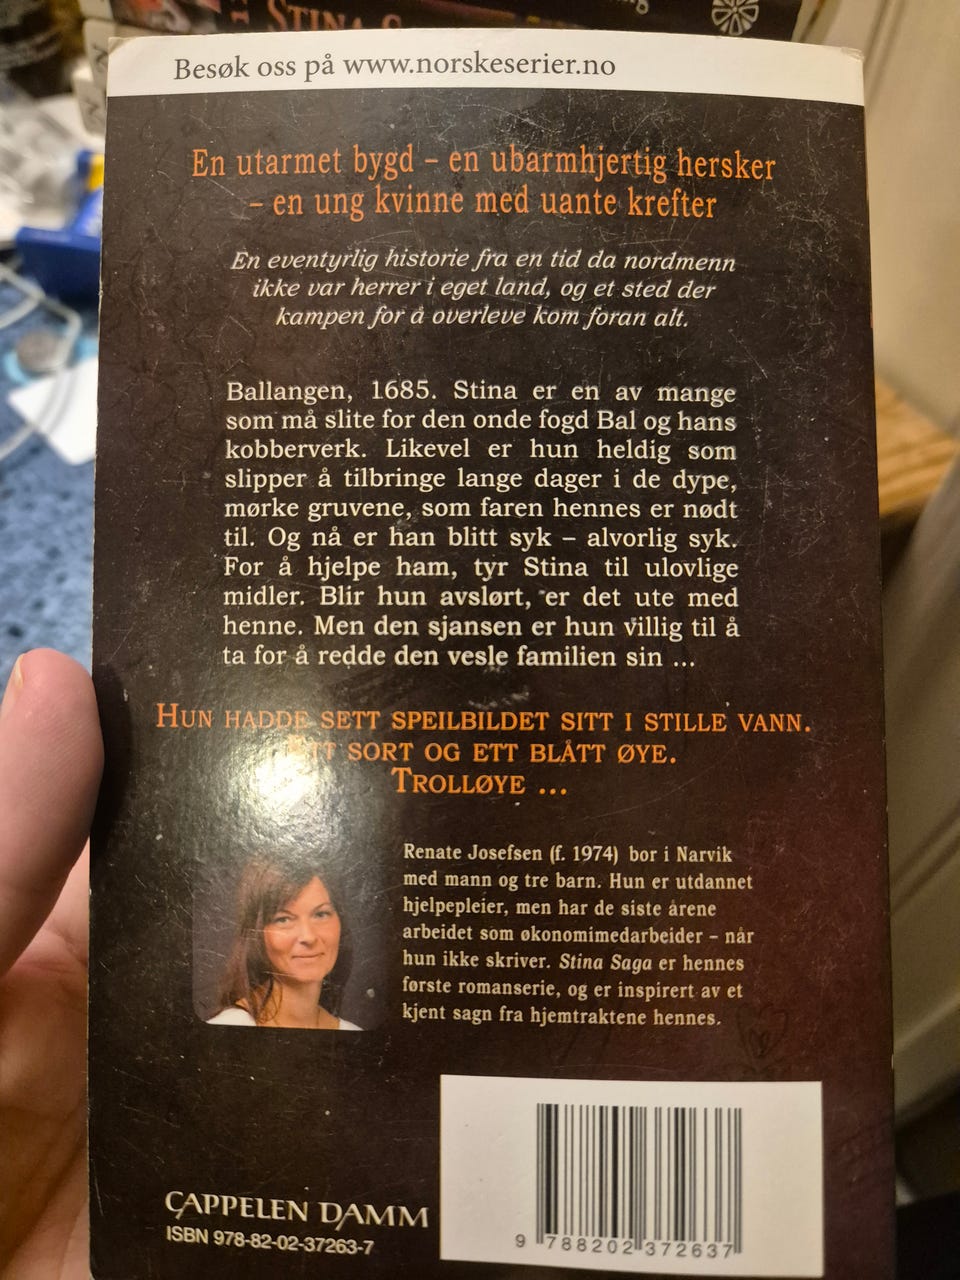 STINA S
Besøk oss på www.norskeserier.no
En utarmet bygd – en ubarmhjertig hersker
– en ung kvinne med uante krefter
En eventyrlig historie fra en tid da nordmenn
ikke var herrer i eget land, og et sted der
kampen for å overleve kom foran alt.
Ballangen, 1685. Stina er en av mange
som må slite for den onde fogd Bal og hans
kobberverk. Likevel er hun heldig som
slipper å tilbringe lange dager i de dype,
mørke gruvene, som faren hennes er nødt
til. Og nå er han blitt syk – alvorlig syk.
For å hjelpe ham, tyr Stina til ulovlige
midler. Blir hun avslørt, er det ute med
henne. Men den sjansen er hun villig til å
ta for å redde den vesle familien sin ...
HUN HADDE SETT SPEILBILDET SITT I STILLE VANN.
ETT SORT OG ETT BLÅTT ØYE.
TROLLØYE ...
Renate Josefsen (f. 1974) bor i Narvik
med mann og tre barn. Hun er utdannet
hjelpepleier, men har de siste årene
arbeidet som økonomimedarbeider – når
hun ikke skriver. Stina Saga er hennes
første romanserie, og er inspirert av et
kjent sagn fra hjemtraktene hennes.
CAPPELEN DAMM
ISBN 978-82-02-37263-7
9 788202 372637